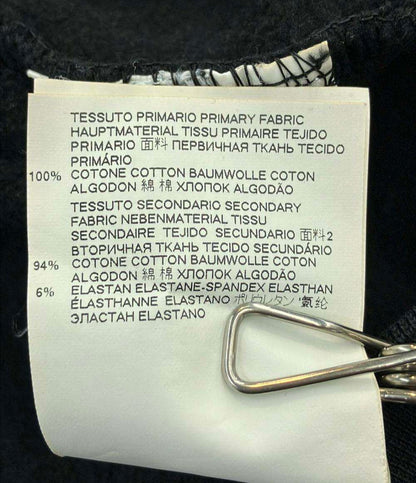 TESSUTO PRIMARIO PRIMARY FABRIC
HAUPTMATERIAL TISSU PRIMAIRE TEJIDO
PRIMARIO 面料 ПЕРВИЧНАЯ ТКАНЬ TECIDO
PRIMÁRIO
100% COTONE COTTON BAUMWOLLE COTON
ALGODON 綿 棉 ХЛОПОК ALGODÃO
TESSUTO SECONDARIO SECONDARY
FABRIC NEBENMATERIAL TISSU
SECONDAIRE TEJIDO SECUNDARIO 面料2
ВТОРИЧНАЯ ТКАНЬ TECIDO SECUNDÁRIO
94% COTONE COTTON BAUMWOLLE COTON
ALGODON 綿 棉 ХЛОПОК ALGODÃO
6% ELASTAN ELASTANE-SPANDEX ELASTHAN
ÉLASTHANNE ELASTANO ポリウレタン 氨纶
ЭЛАСТАН ELASTANO